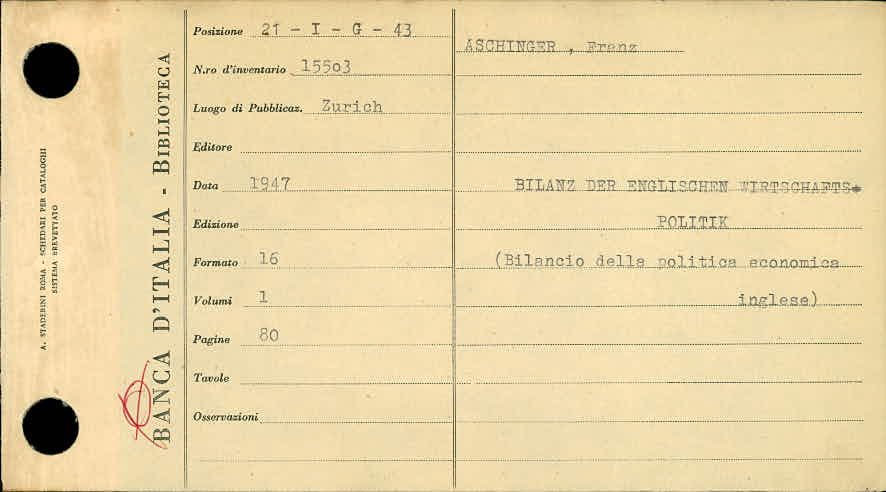 A. STADERINI ROMA - SCHEDARI PER CATALOGHI
SISTEMA BREVETTATO
BANCA D'ITALIA - BIBLIOTECA
Posizione 21 - I - G - 43
N.ro d'inventario 15503
Luogo di Pubblicaz. Zurich
Editore
Data 1947
Edizione
Formato 16
Volumi 1
Pagine 80
Tavole
Osservazioni
ASCHINGER , Franz
BILANZ DER ENGLISCHEN WIRTSCHAFTS-
POLITIK
(Bilancio della politica economica
inglese)